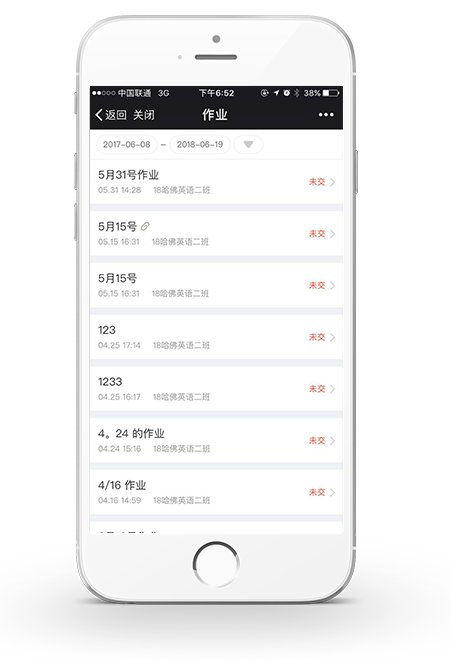 中国联通 3G 下午6:52 38%
返回 关闭 作业
2017-06-08 – 2018-06-19
5月31号作业
未交
05.31 14:28 18哈佛英语二班
5月15号
未交
05.15 16:31 18哈佛英语二班
5月15号
未交
05.15 16:31 18哈佛英语二班
123
未交
04.25 17:14 18哈佛英语二班
1233
未交
04.25 16:17 18哈佛英语二班
4。24 的作业
未交
04.24 15:16 18哈佛英语二班
4/16 作业
未交
04.16 14:59 18哈佛英语二班